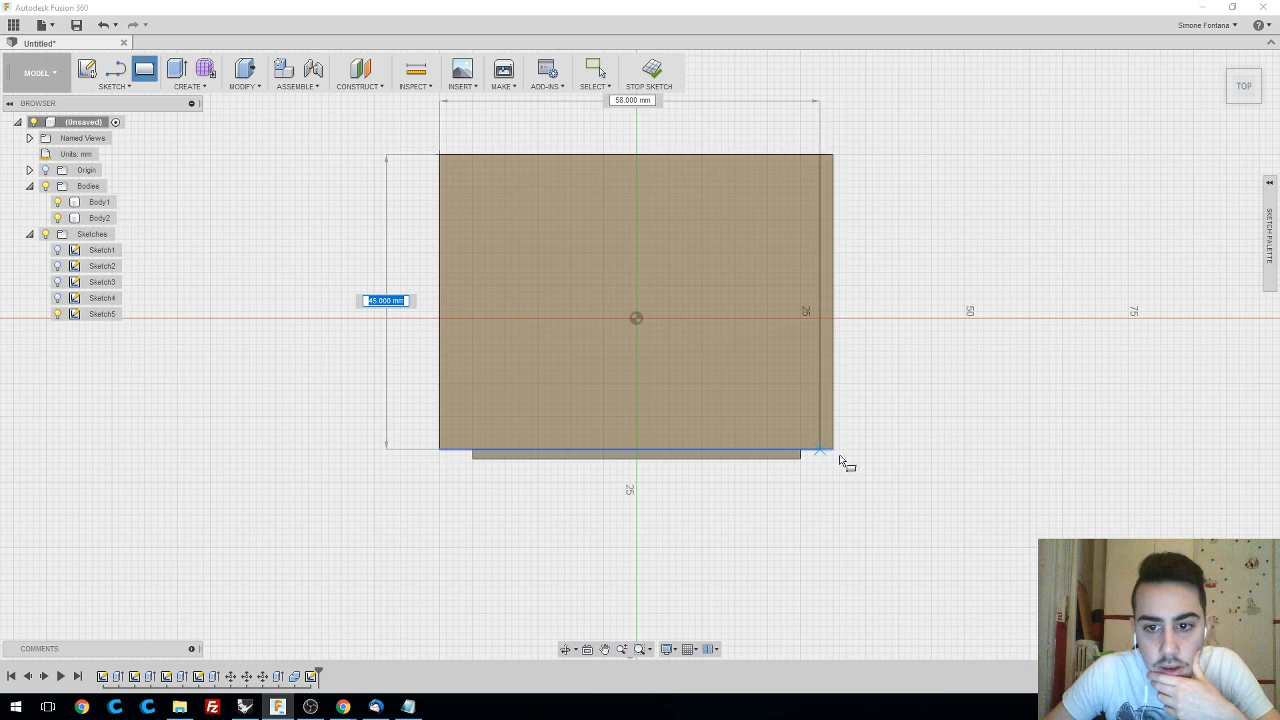 Autodesk Fusion 360
Simone Fontana
Untitled*
MODEL
SKETCH
CREATE
MODIFY
ASSEMBLE
CONSTRUCT
INSPECT
INSERT
MAKE
ADD-INS
SELECT
STOP SKETCH
TOP
BROWSER
58.000 mm
(Unsaved)
Named Views
Units: mm
Origin
Bodies
Body1
Body2
Sketches
Sketch1
Sketch2
Sketch3
Sketch4
Sketch5
45.000 mm
25
50
75
25
SKETCH PALETTE
COMMENTS